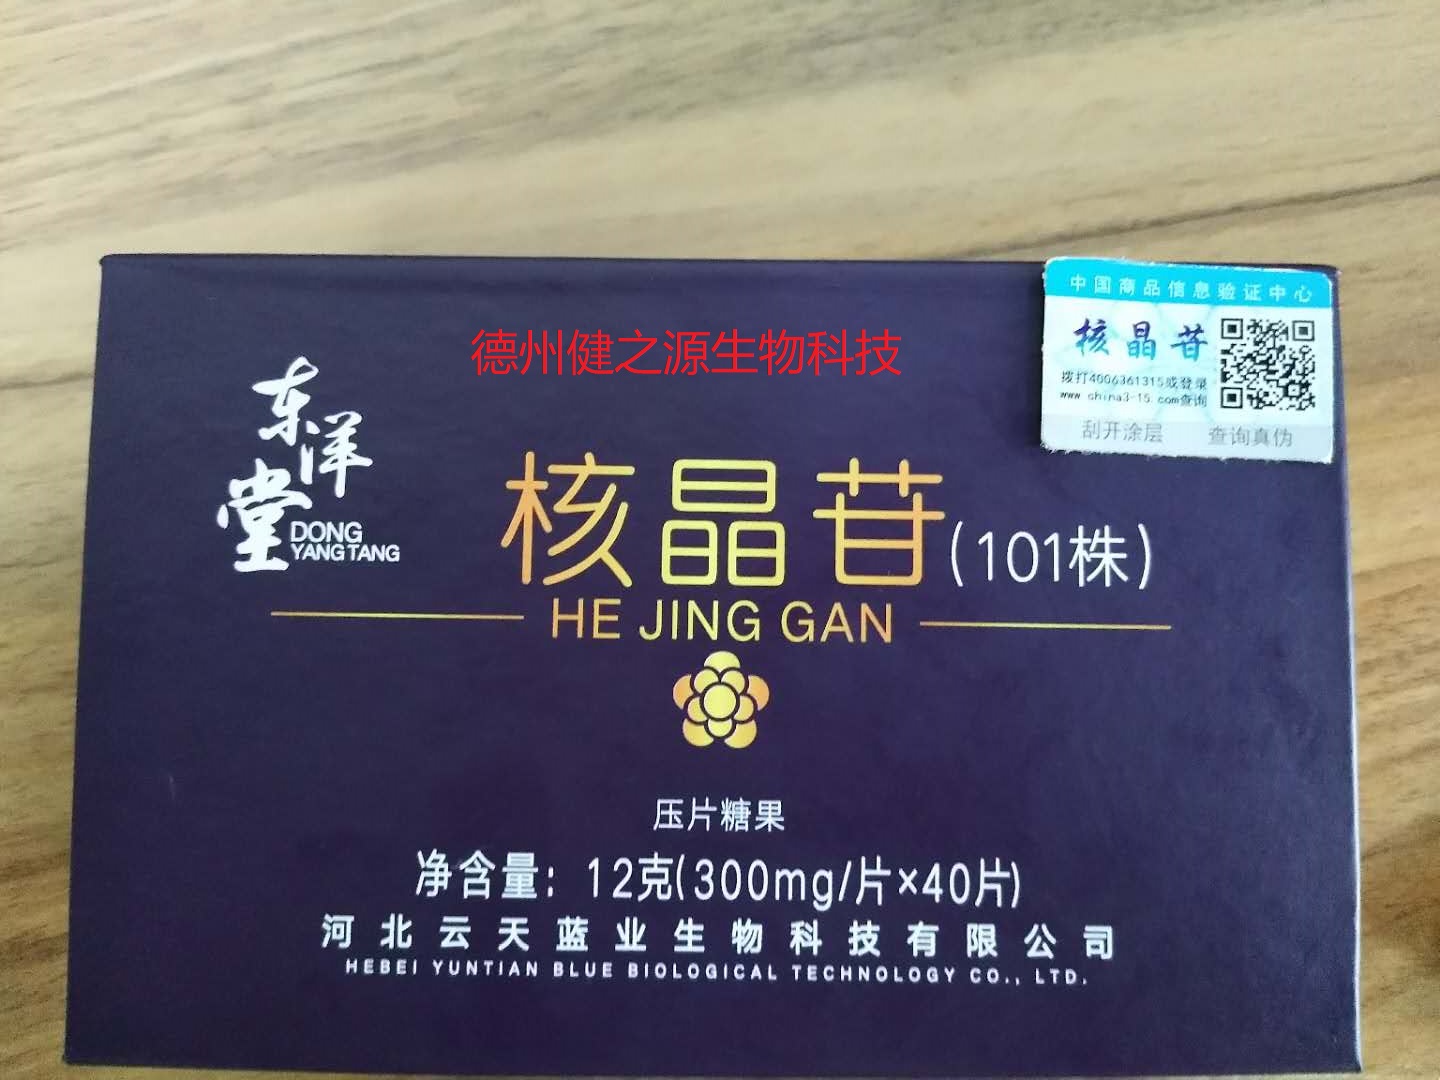 中国商品信息验证中心
核晶苷
拨打4006361315或登录
www china3-15.com查询
刮开涂层 查询真伪
德州健之源生物科技
东洋堂
DONG
YANG TANG
核晶苷(101株)
HE JING GAN
压片糖果
净含量：12克(300mg/片×40片)
河北云天蓝业生物科技有限公司
HEBEI YUNTIAN BLUE BIOLOGICAL TECHNOLOGY CO., LTD.